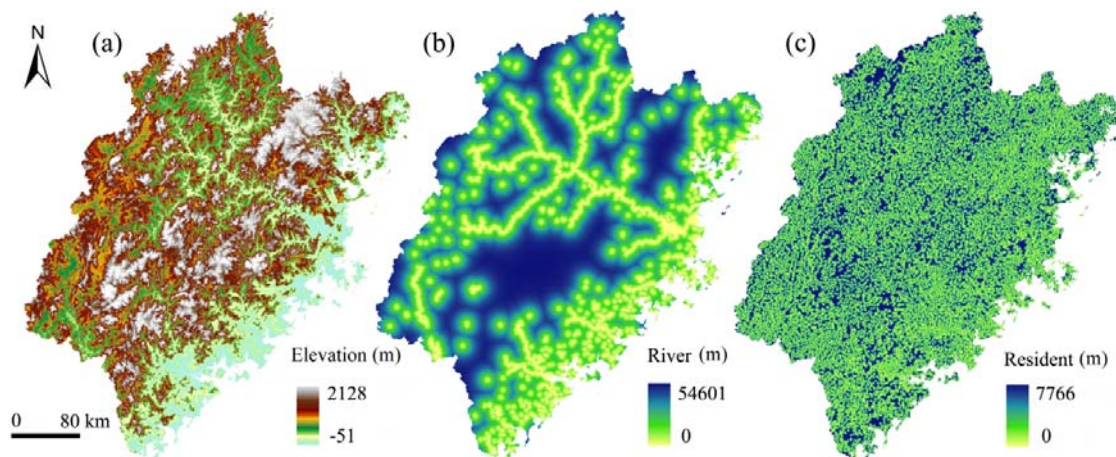 N
(a)
(b)
(c)
Elevation (m)
2128
-51
0 80 km
River (m)
54601
0
Resident (m)
7766
0